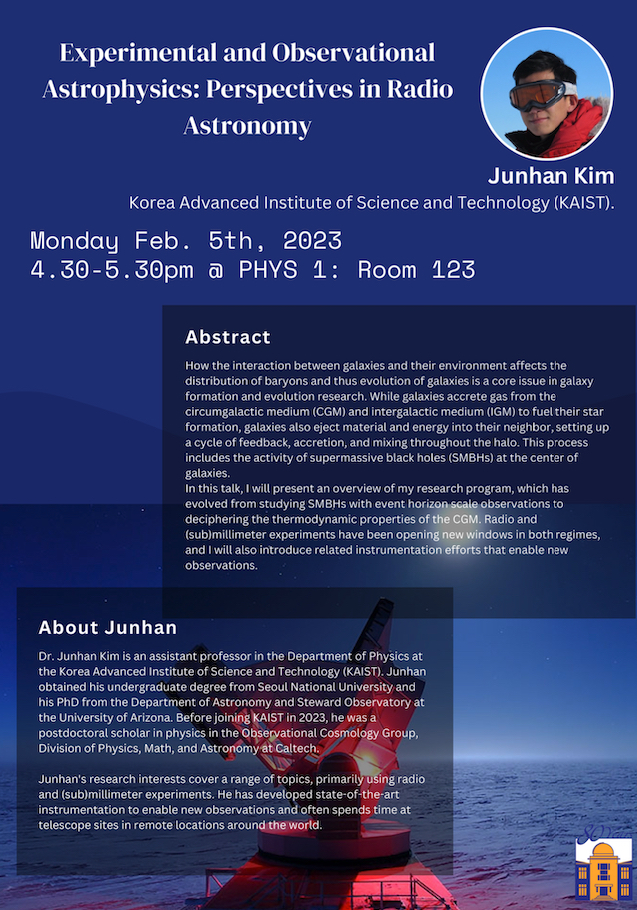 Experimental and Observational
Astrophysics: Perspectives in Radio
Astronomy
Junhan Kim
Korea Advanced Institute of Science and Technology (KAIST).
Monday Feb. 5th, 2023
4.30-5.30pm @ PHYS 1: Room 123
Abstract
How the interaction between galaxies and their environment affects the
distribution of baryons and thus evolution of galaxies is a core issue in galaxy
formation and evolution research. While galaxies accrete gas from the
circumgalactic medium (CGM) and intergalactic medium (IGM) to fuel their star
formation, galaxies also eject material and energy into their neighbor, setting up
a cycle of feedback, accretion, and mixing throughout the halo. This process
includes the activity of supermassive black holes (SMBHs) at the center of
galaxies.
In this talk, I will present an overview of my research program, which has
evolved from studying SMBHs with event horizon scale observations to
deciphering the thermodynamic properties of the CGM. Radio and
(sub)millimeter experiments have been opening new windows in both regimes,
and I will also introduce related instrumentation efforts that enable new
observations.
About Junhan
Dr. Junhan Kim is an assistant professor in the Department of Physics at
the Korea Advanced Institute of Science and Technology (KAIST). Junhan
obtained his undergraduate degree from Seoul National University and
his PhD from the Department of Astronomy and Steward Observatory at
the University of Arizona. Before joining KAIST in 2023, he was a
postdoctoral scholar in physics in the Observational Cosmology Group,
Division of Physics, Math, and Astronomy at Caltech.
Junhan's research interests cover a range of topics, primarily using radio
and (sub)millimeter experiments. He has developed state-of-the-art
instrumentation to enable new observations and often spends time at
telescope sites in remote locations around the world.